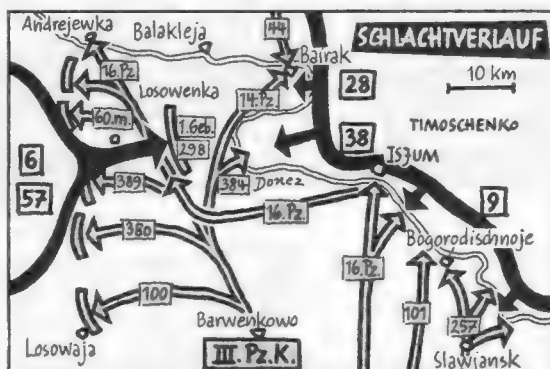 Andrejewka
Balakleja
44
Bairak
SCHLACHTVERLAUF
16.Pz.
Losowenka
14.Pz.
28
10 km
60.m.
1.Geb.
298
38
TIMOSCHENKO
ISJUM
6
57
389
384
Donez
9
16.Pz.
380
16.Pz.
Bogorodischnoje
100
101
257
Barwenkowo
Losowaja
III. Pz. K.
Slawiansk